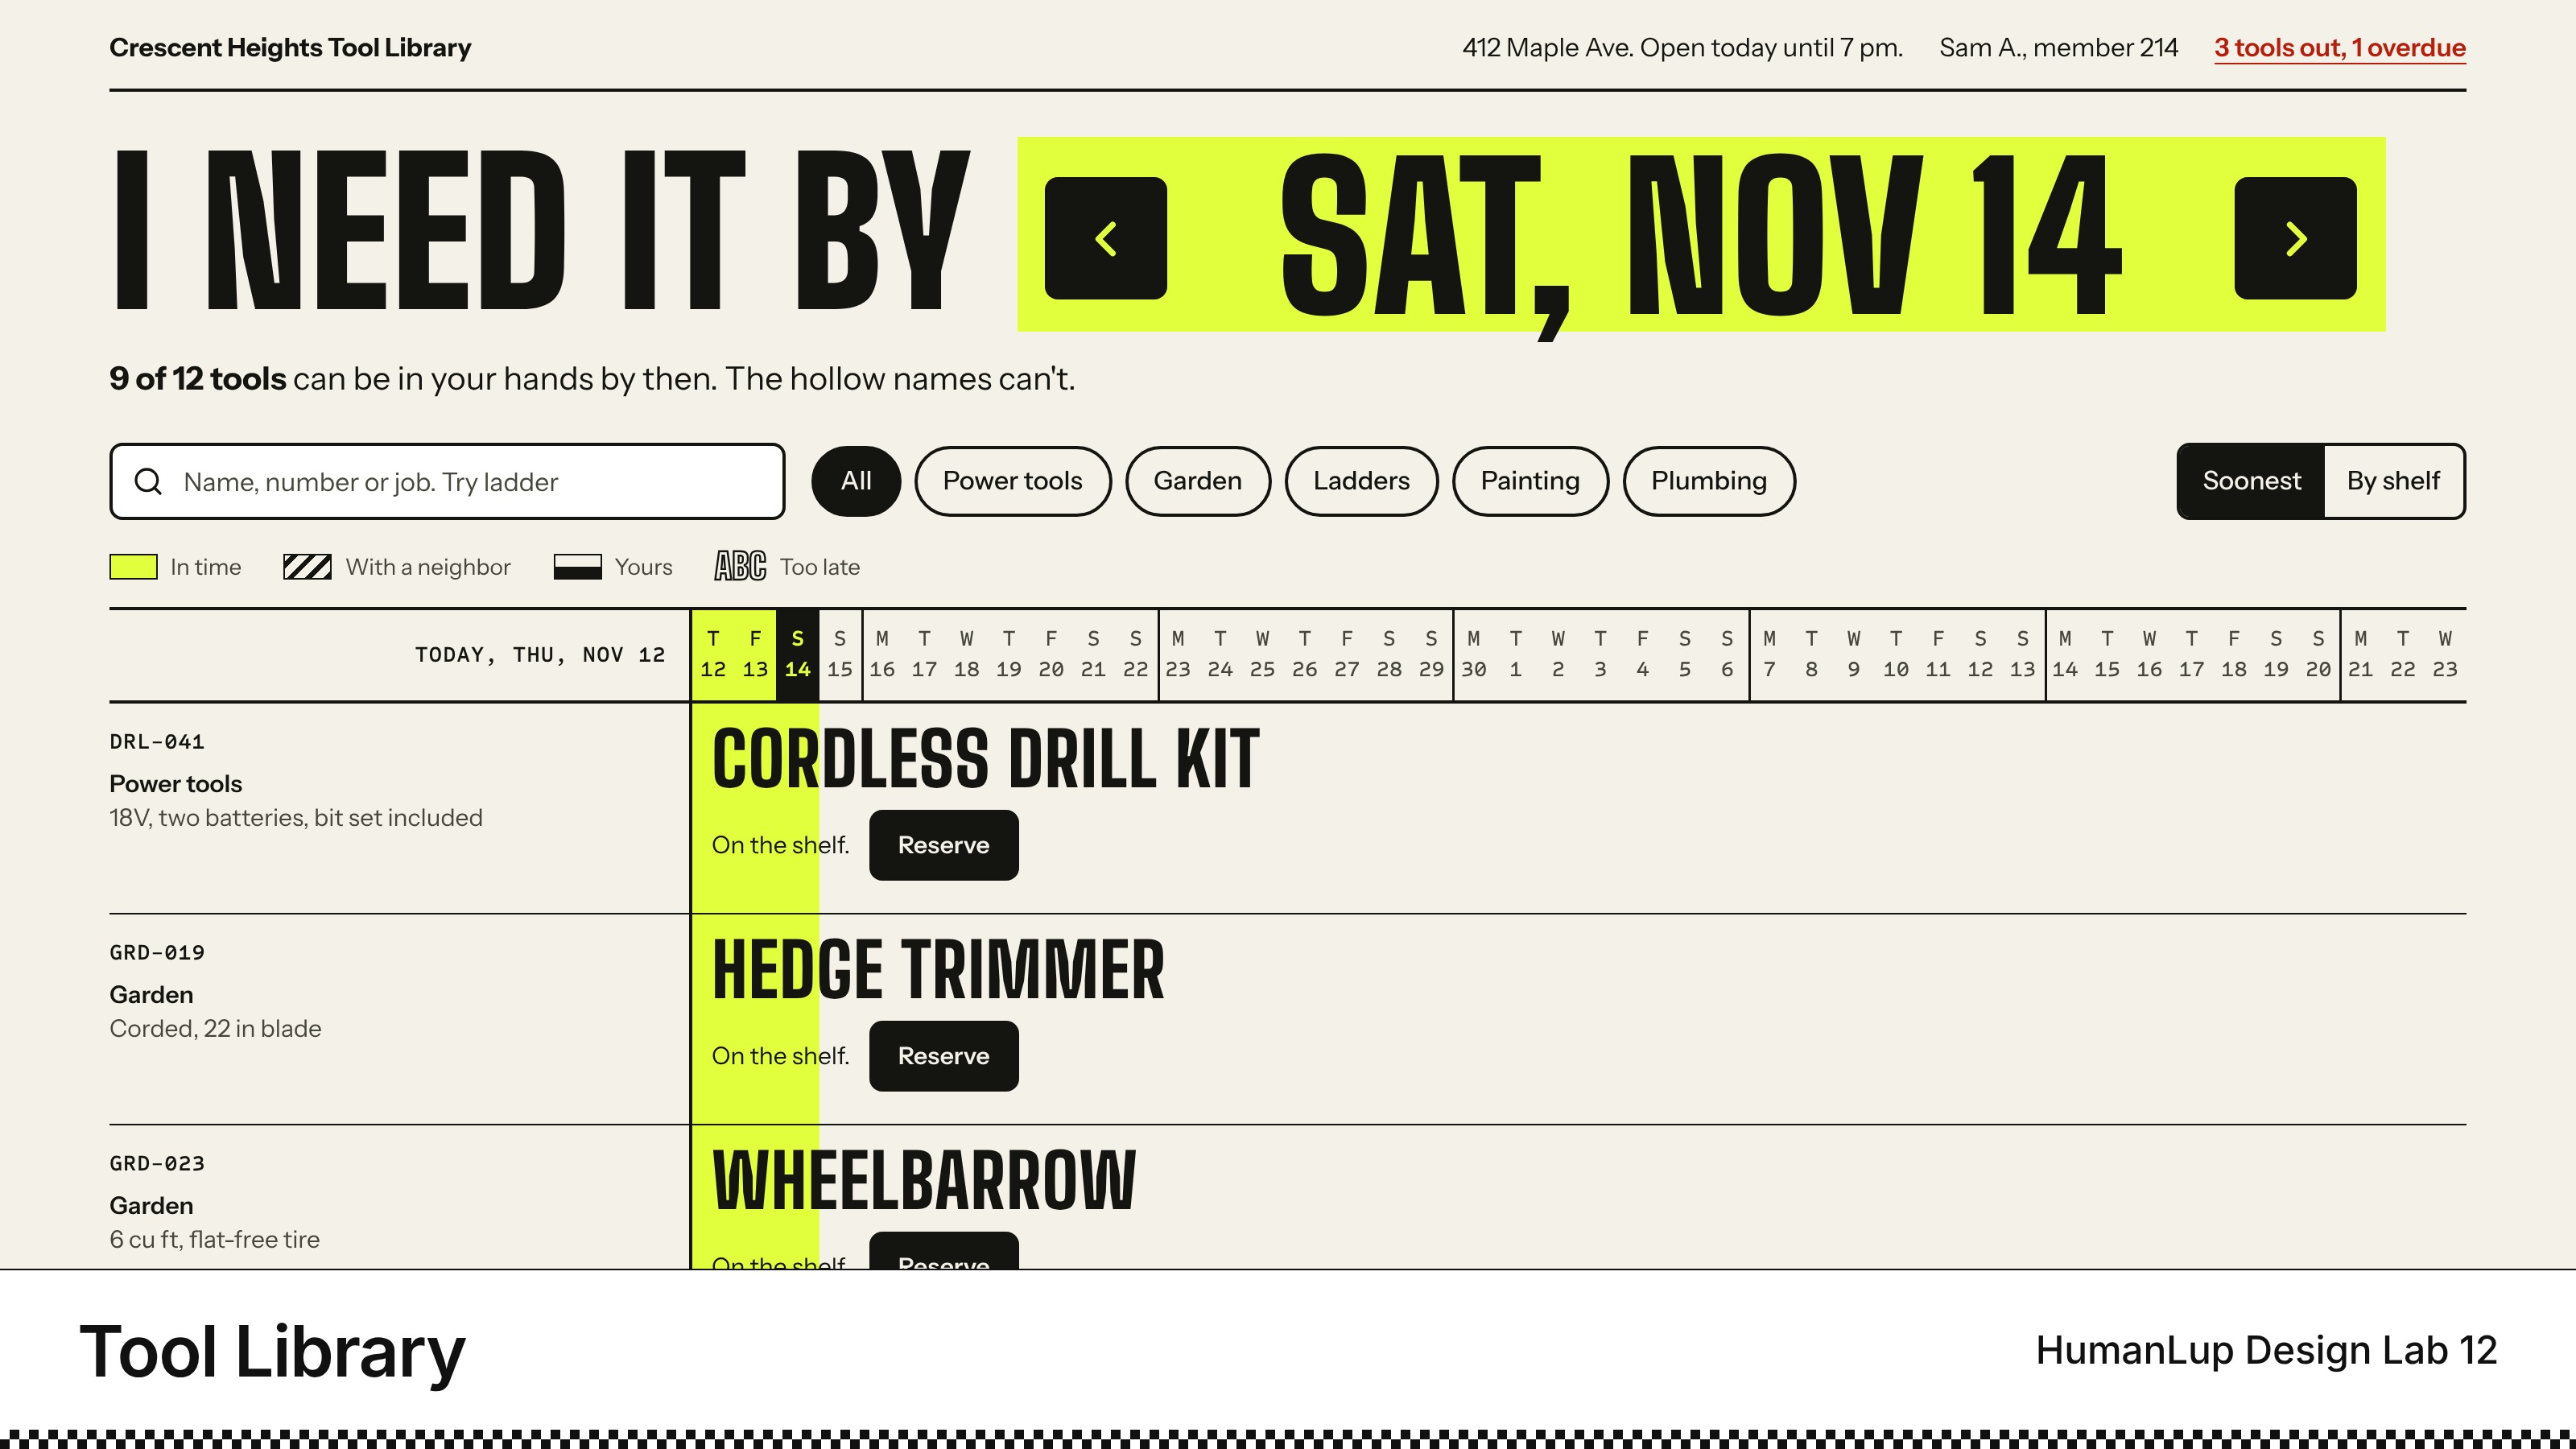 Crescent Heights Tool Library
412 Maple Ave. Open today until 7 pm. Sam A., member 214 3 tools out, 1 overdue
I NEED IT BY SAT, NOV 14
9 of 12 tools can be in your hands by then. The hollow names can't.
Name, number or job. Try ladder
All Power tools Garden Ladders Painting Plumbing
Soonest By shelf
In time With a neighbor Yours ABC Too late
TODAY, THU, NOV 12
T F S S M T W T F S S M T W T F S S M T W T F S S M T W T F S S M T W T F S S M T W
12 13 14 15 16 17 18 19 20 21 22 23 24 25 26 27 28 29 30 1 2 3 4 5 6 7 8 9 10 11 12 13 14 15 16 17 18 19 20 21 22 23
DRL-041
Power tools
18V, two batteries, bit set included
CORDLESS DRILL KIT
On the shelf. Reserve
GRD-019
Garden
Corded, 22 in blade
HEDGE TRIMMER
On the shelf. Reserve
GRD-023
Garden
6 cu ft, flat-free tire
WHEELBARROW
On the shelf. Reserve
Tool Library
HumanLup Design Lab 12